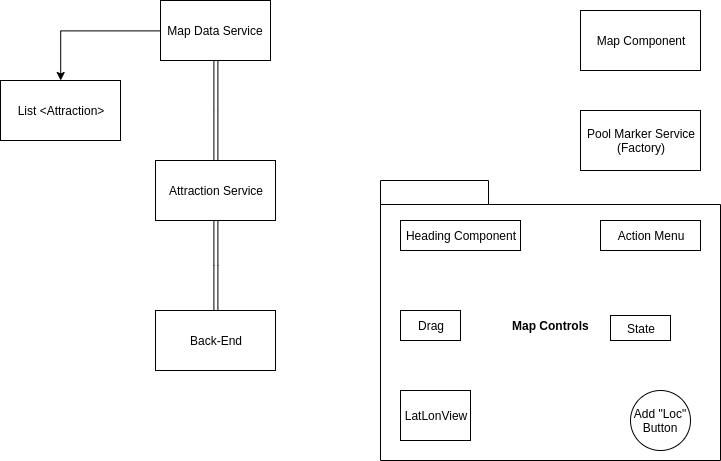 Map Data Service
Map Component
List <Attraction>
Pool Marker Service
(Factory)
Attraction Service
Heading Component
Action Menu
Drag
Map Controls
State
Back-End
LatLonView
Add "Loc"
Button